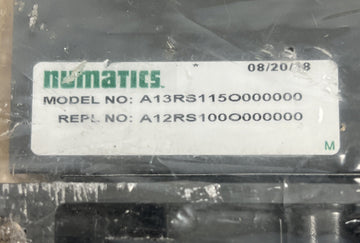 numatics
08/20/18
MODEL NO: A13RS115O000000
REPL. NO: A12RS100O000000
M